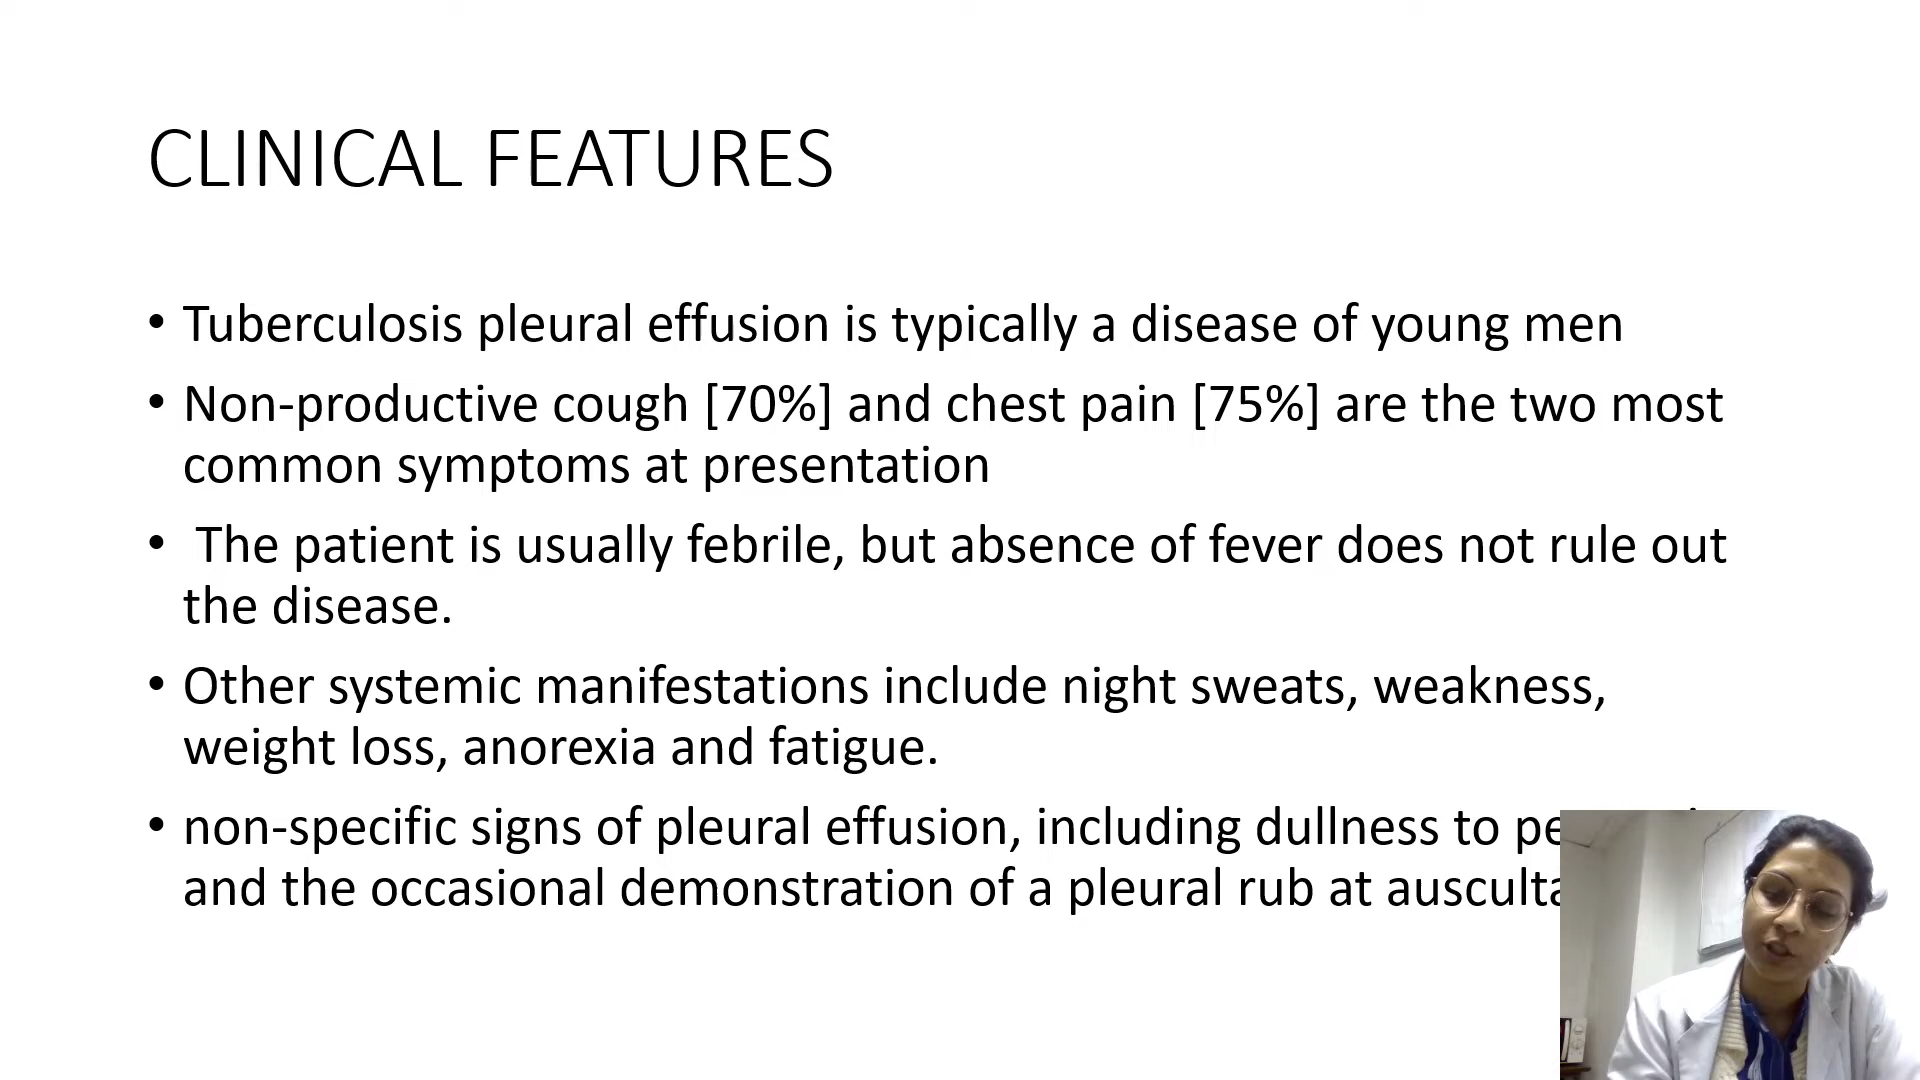 CLINICAL FEATURES
• Tuberculosis pleural effusion is typically a disease of young men
• Non-productive cough [70%] and chest pain [75%] are the two most
common symptoms at presentation
• The patient is usually febrile, but absence of fever does not rule out
the disease.
• Other systemic manifestations include night sweats, weakness,
weight loss, anorexia and fatigue.
• non-specific signs of pleural effusion, including dullness to
and the occasional demonstration of a pleural rub at